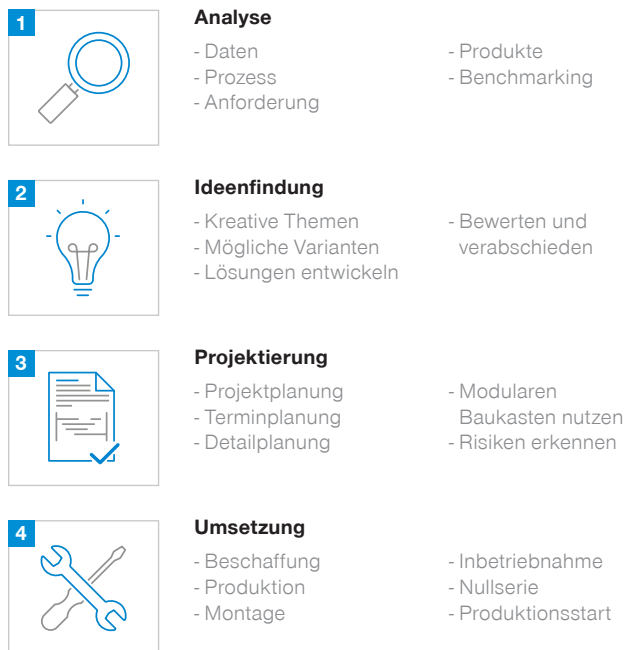 1
Analyse
- Daten
- Prozess
- Anforderung
- Produkte
- Benchmarking
2
Ideenfindung
- Kreative Themen
- Mögliche Varianten
- Lösungen entwickeln
- Bewerten und
verabschieden
3
Projektierung
- Projektplanung
- Terminplanung
- Detailplanung
- Modularen
Baukasten nutzen
- Risiken erkennen
4
Umsetzung
- Beschaffung
- Produktion
- Montage
- Inbetriebnahme
- Nullserie
- Produktionsstart